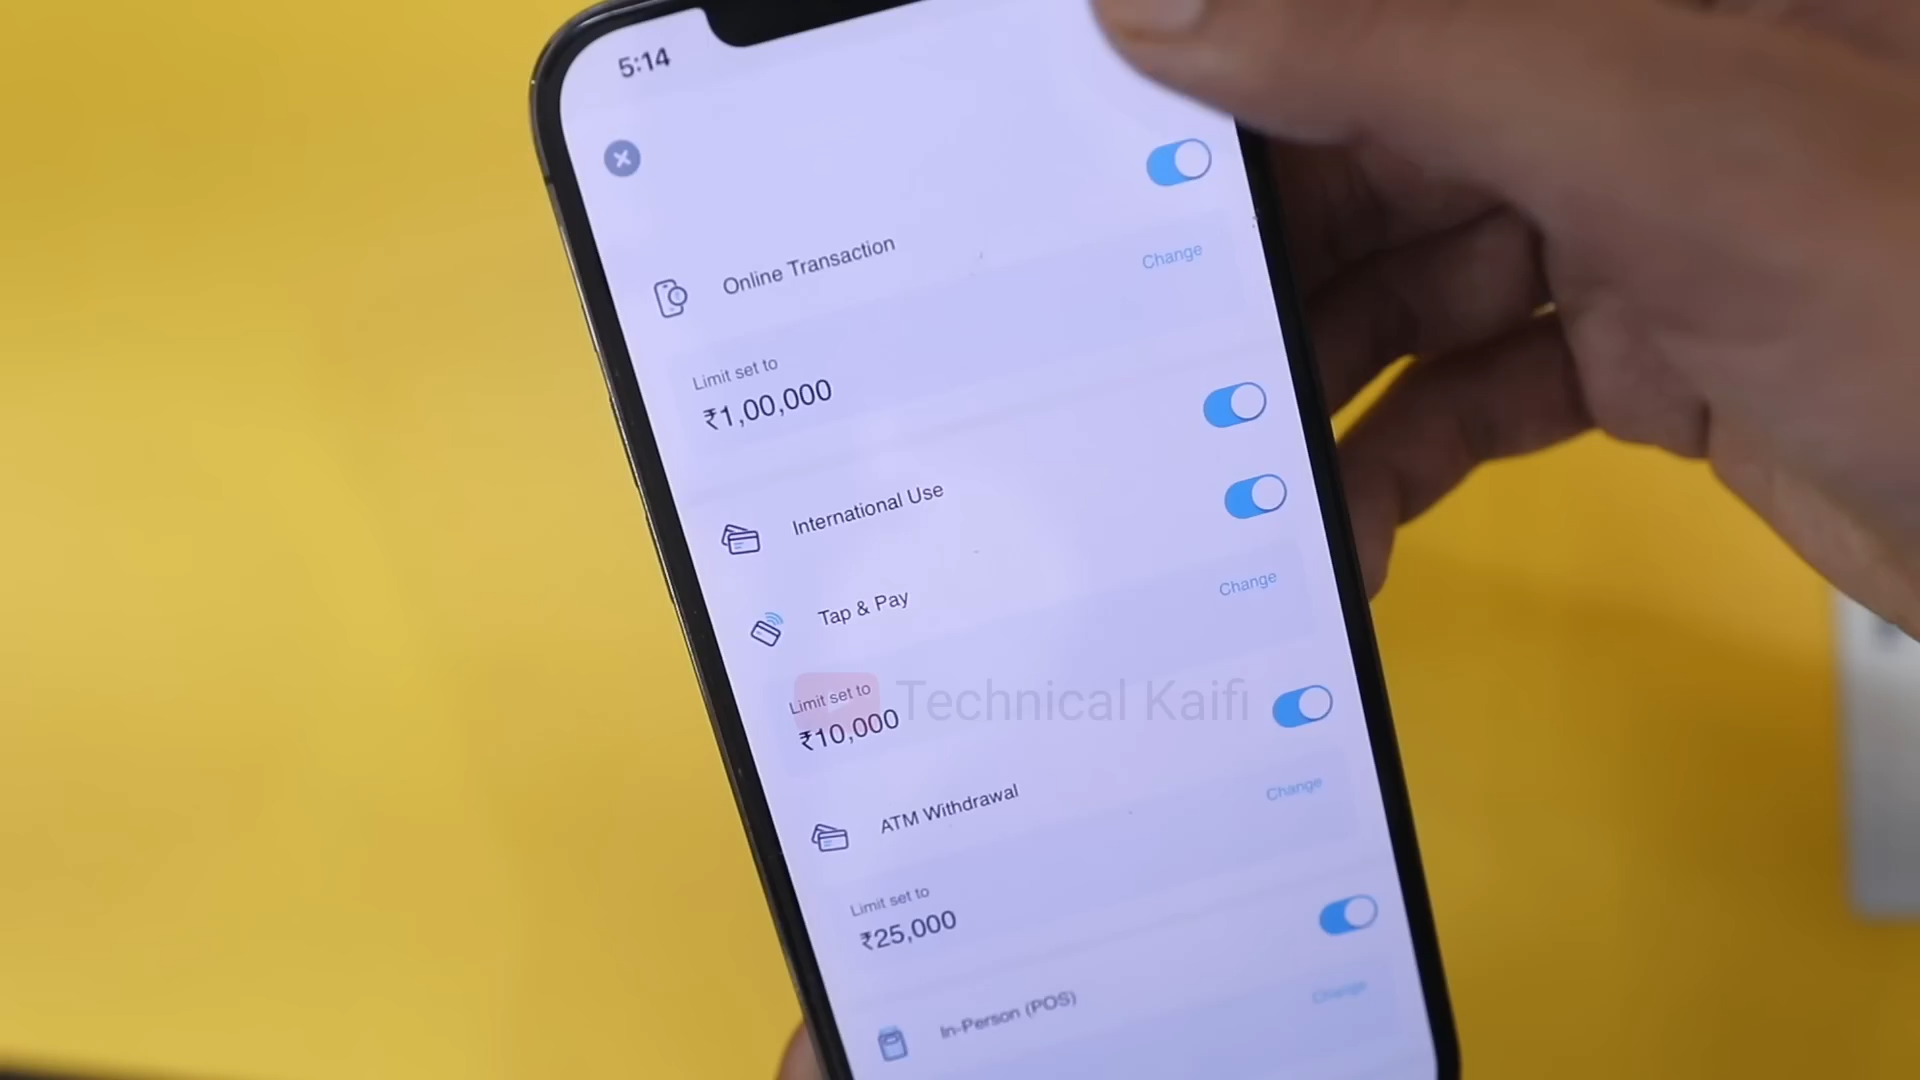 5:14
Online Transaction
Change
Limit set to
₹1,00,000
International Use
Tap & Pay
Change
Limit set to
₹10,000
Technical Kaifi
ATM Withdrawal
Change
Limit set to
₹25,000
In-Person (POS)
Change